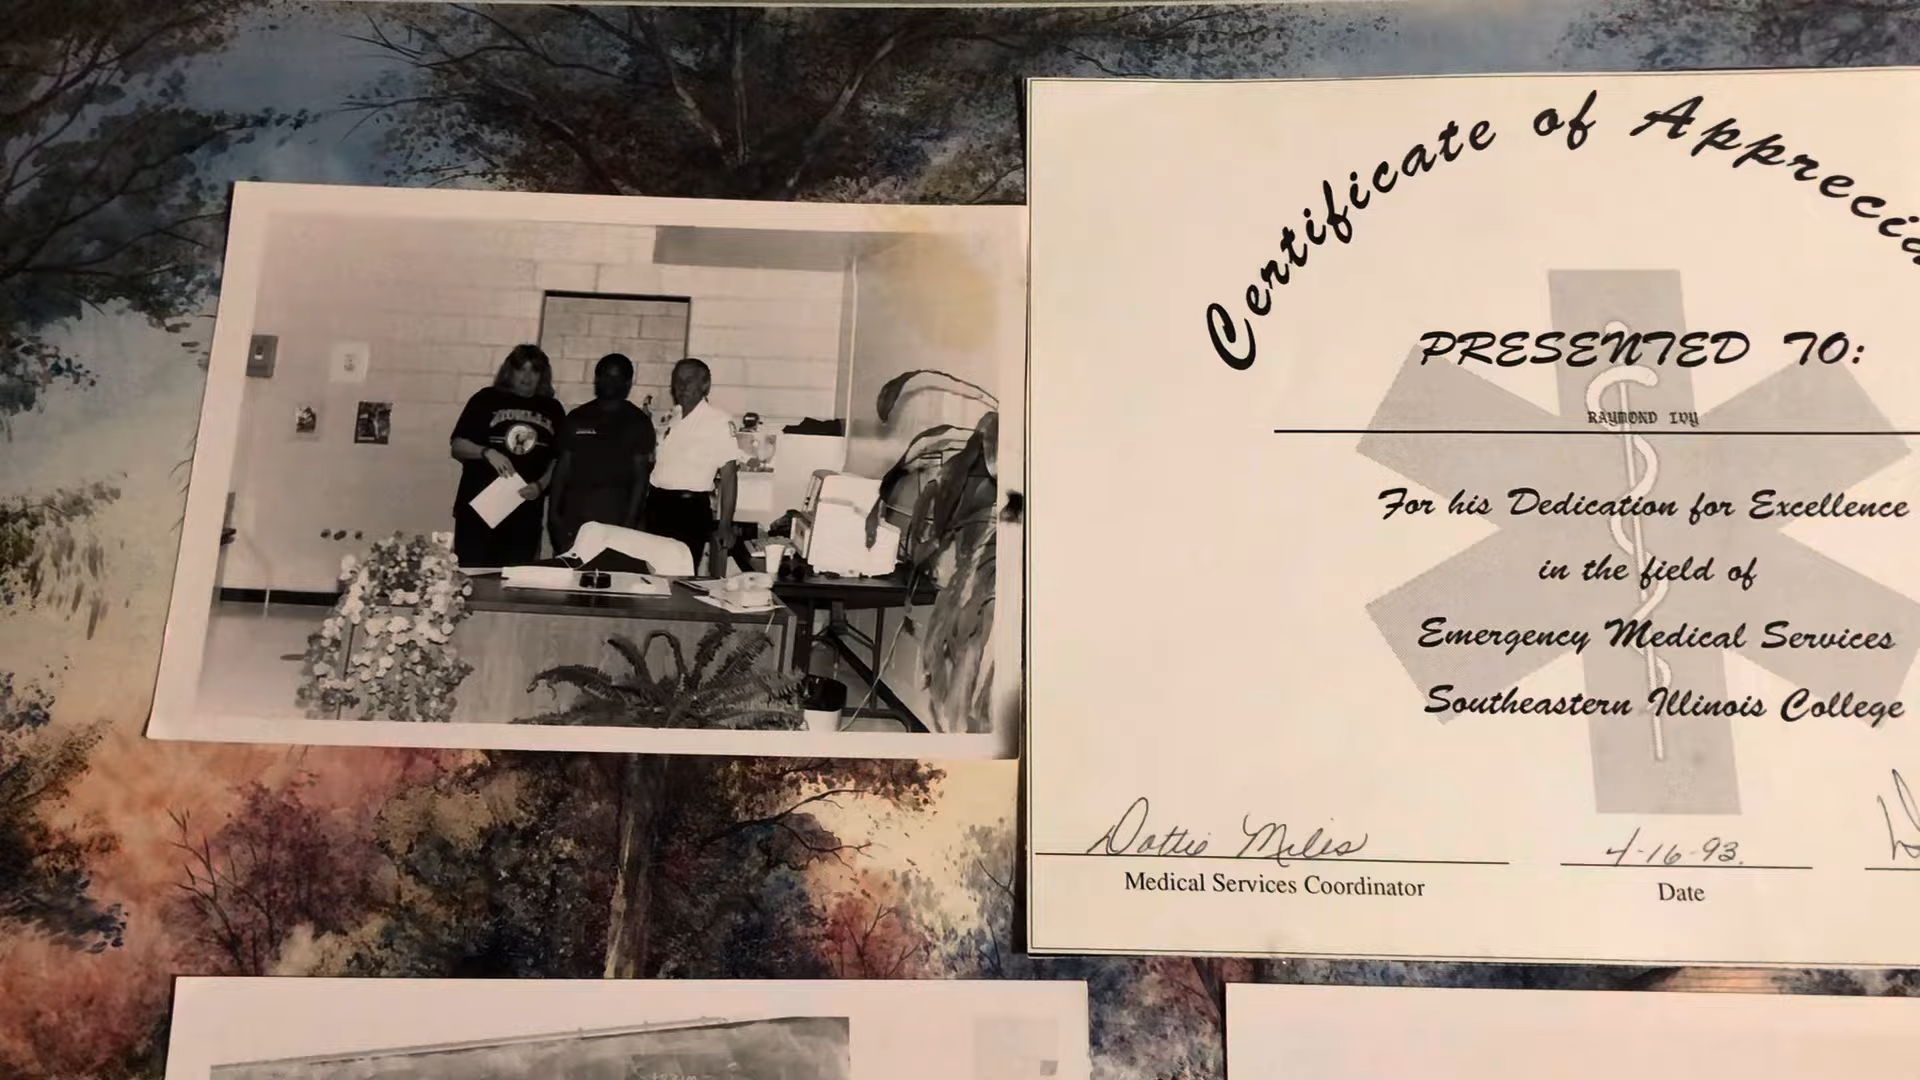 Certificate of Apprecia
PRESENTED TO:
RAYMOND IVY
For his Dedication for Excellence
in the field of
Emergency Medical Services
Southeastern Illinois College
Dottie Miles
4-16-93.
Medical Services Coordinator
Date